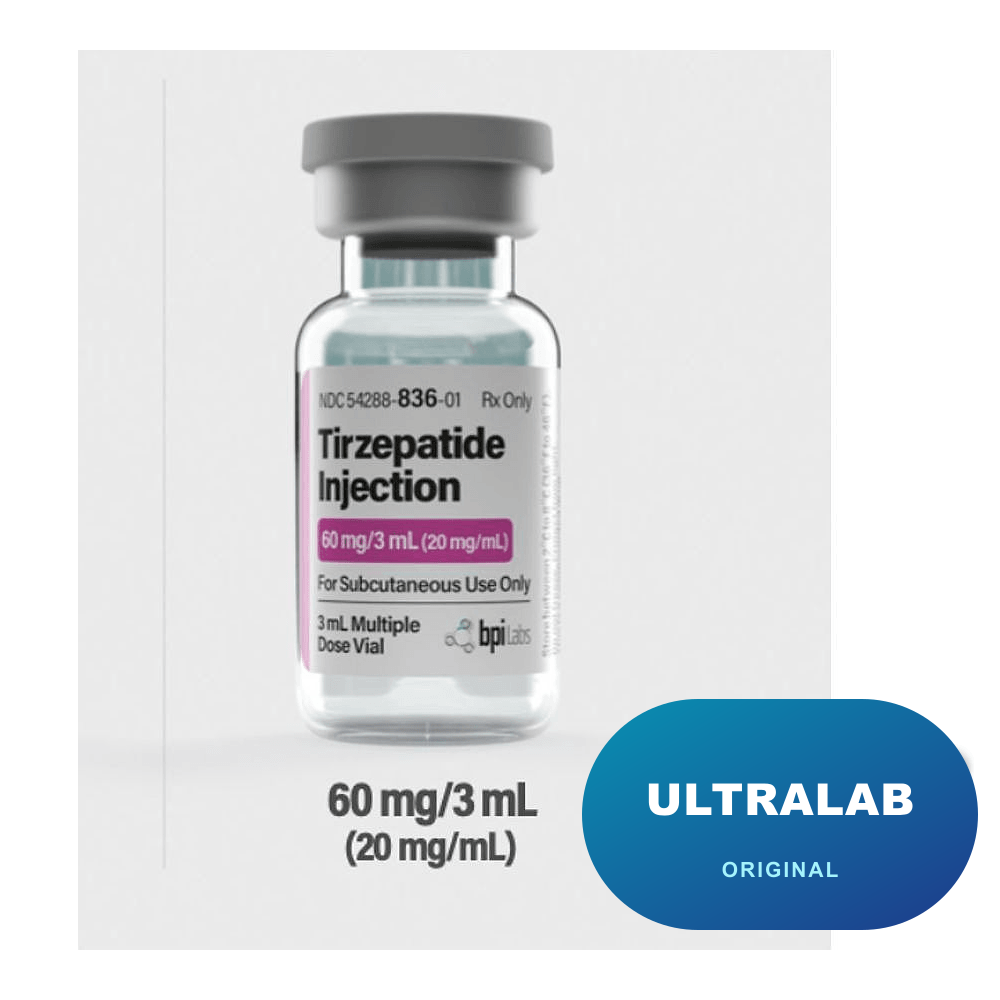 NDC 54288-836-01 Rx Only
Tirzepatide
Injection
60 mg/3 mL (20 mg/mL)
For Subcutaneous Use Only
3 mL Multiple
Dose Vial
bpi Labs
60 mg/3 mL
(20 mg/mL)
ULTRALAB
ORIGINAL